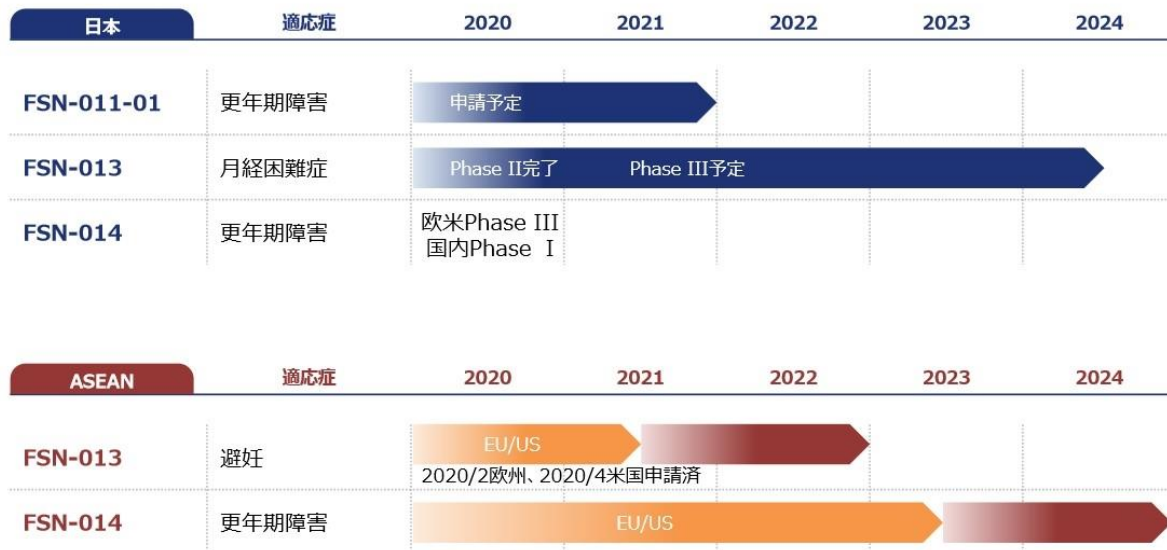 日本 適応症 2020 2021 2022 2023 2024
FSN-011-01 更年期障害 申請予定
FSN-013 月経困難症 Phase II完了 Phase III予定
FSN-014 更年期障害 欧米Phase III
国内Phase Ⅰ
ASEAN 適応症 2020 2021 2022 2023 2024
FSN-013 避妊 EU/US
2020/2欧州、2020/4米国申請済
FSN-014 更年期障害 EU/US